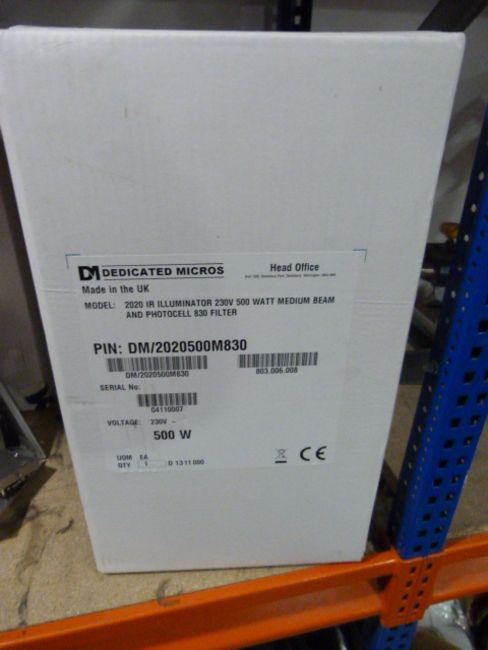 DM DEDICATED MICROS
Head Office
Made in the UK
MODEL: 2020 IR ILLUMINATOR 230V 500 WATT MEDIUM BEAM
AND PHOTOCELL 830 FILTER
PIN: DM/2020500M830
DM/2020500M830
803.006.008
SERIAL No:
04110007
VOLTAGE: 230V ~
500 W
UOM EA
QTY 1 D 1311000
CE